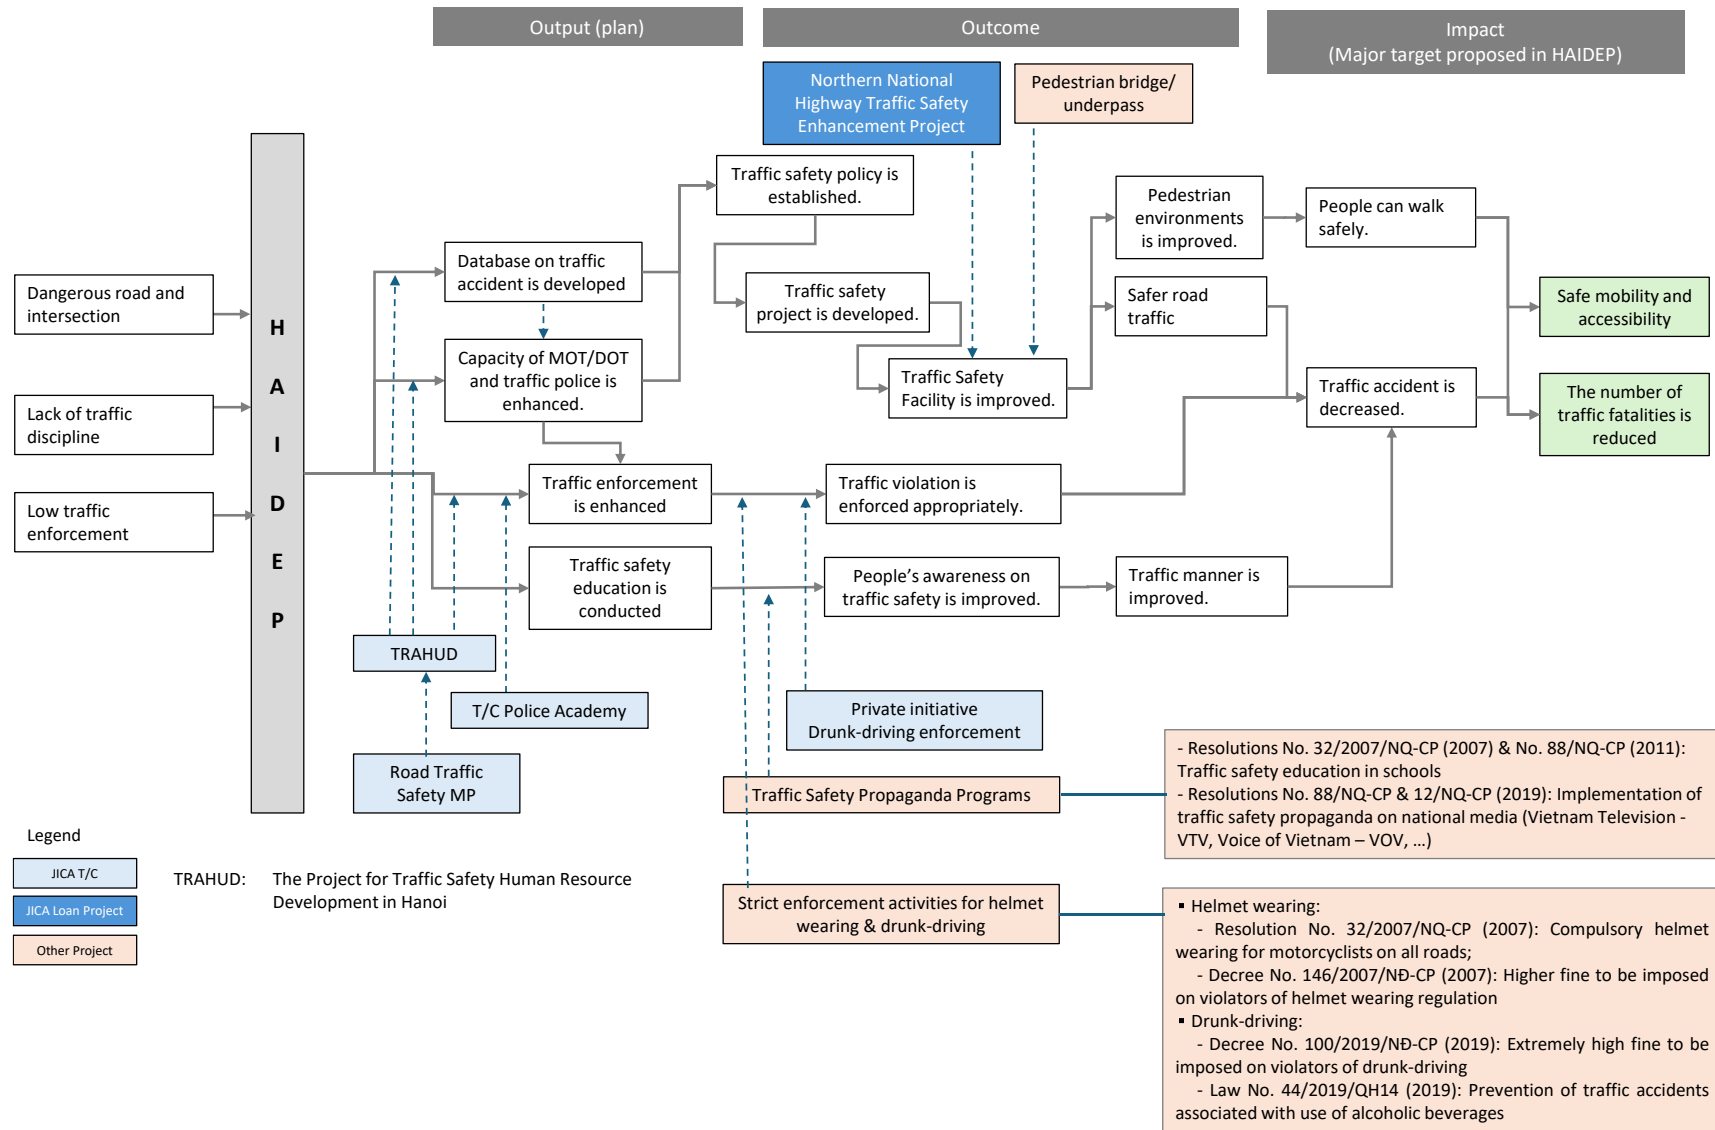 Output (plan)
Outcome
Impact
(Major target proposed in HAIDEP)
Northern National
Highway Traffic Safety
Enhancement Project
Pedestrian bridge/
underpass
Traffic safety policy is
established.
Pedestrian
environments
is improved.
People can walk
safely.
Database on traffic
accident is developed
Dangerous road and
intersection
Traffic safety
project is developed.
Safer road
traffic
Safe mobility and
accessibility
H
A
I
D
E
P
Capacity of MOT/DOT
and traffic police is
enhanced.
Traffic Safety
Facility is improved.
Traffic accident is
decreased.
The number of
traffic fatalities is
reduced
Lack of traffic
discipline
Low traffic
enforcement
Traffic enforcement
is enhanced
Traffic violation is
enforced appropriately.
Traffic safety
education is
conducted
People’s awareness on
traffic safety is improved.
Traffic manner is
improved.
TRAHUD
T/C Police Academy
Private initiative
Drunk-driving enforcement
Road Traffic
Safety MP
Traffic Safety Propaganda Programs
- Resolutions No. 32/2007/NQ-CP (2007) & No. 88/NQ-CP (2011):
Traffic safety education in schools
- Resolutions No. 88/NQ-CP & 12/NQ-CP (2019): Implementation of
traffic safety propaganda on national media (Vietnam Television -
VTV, Voice of Vietnam – VOV, …)
Legend
JICA T/C
JICA Loan Project
Other Project
TRAHUD: The Project for Traffic Safety Human Resource
Development in Hanoi
Strict enforcement activities for helmet
wearing & drunk-driving
▪ Helmet wearing:
- Resolution No. 32/2007/NQ-CP (2007): Compulsory helmet
wearing for motorcyclists on all roads;
- Decree No. 146/2007/NĐ-CP (2007): Higher fine to be imposed
on violators of helmet wearing regulation
▪ Drunk-driving:
- Decree No. 100/2019/NĐ-CP (2019): Extremely high fine to be
imposed on violators of drunk-driving
- Law No. 44/2019/QH14 (2019): Prevention of traffic accidents
associated with use of alcoholic beverages